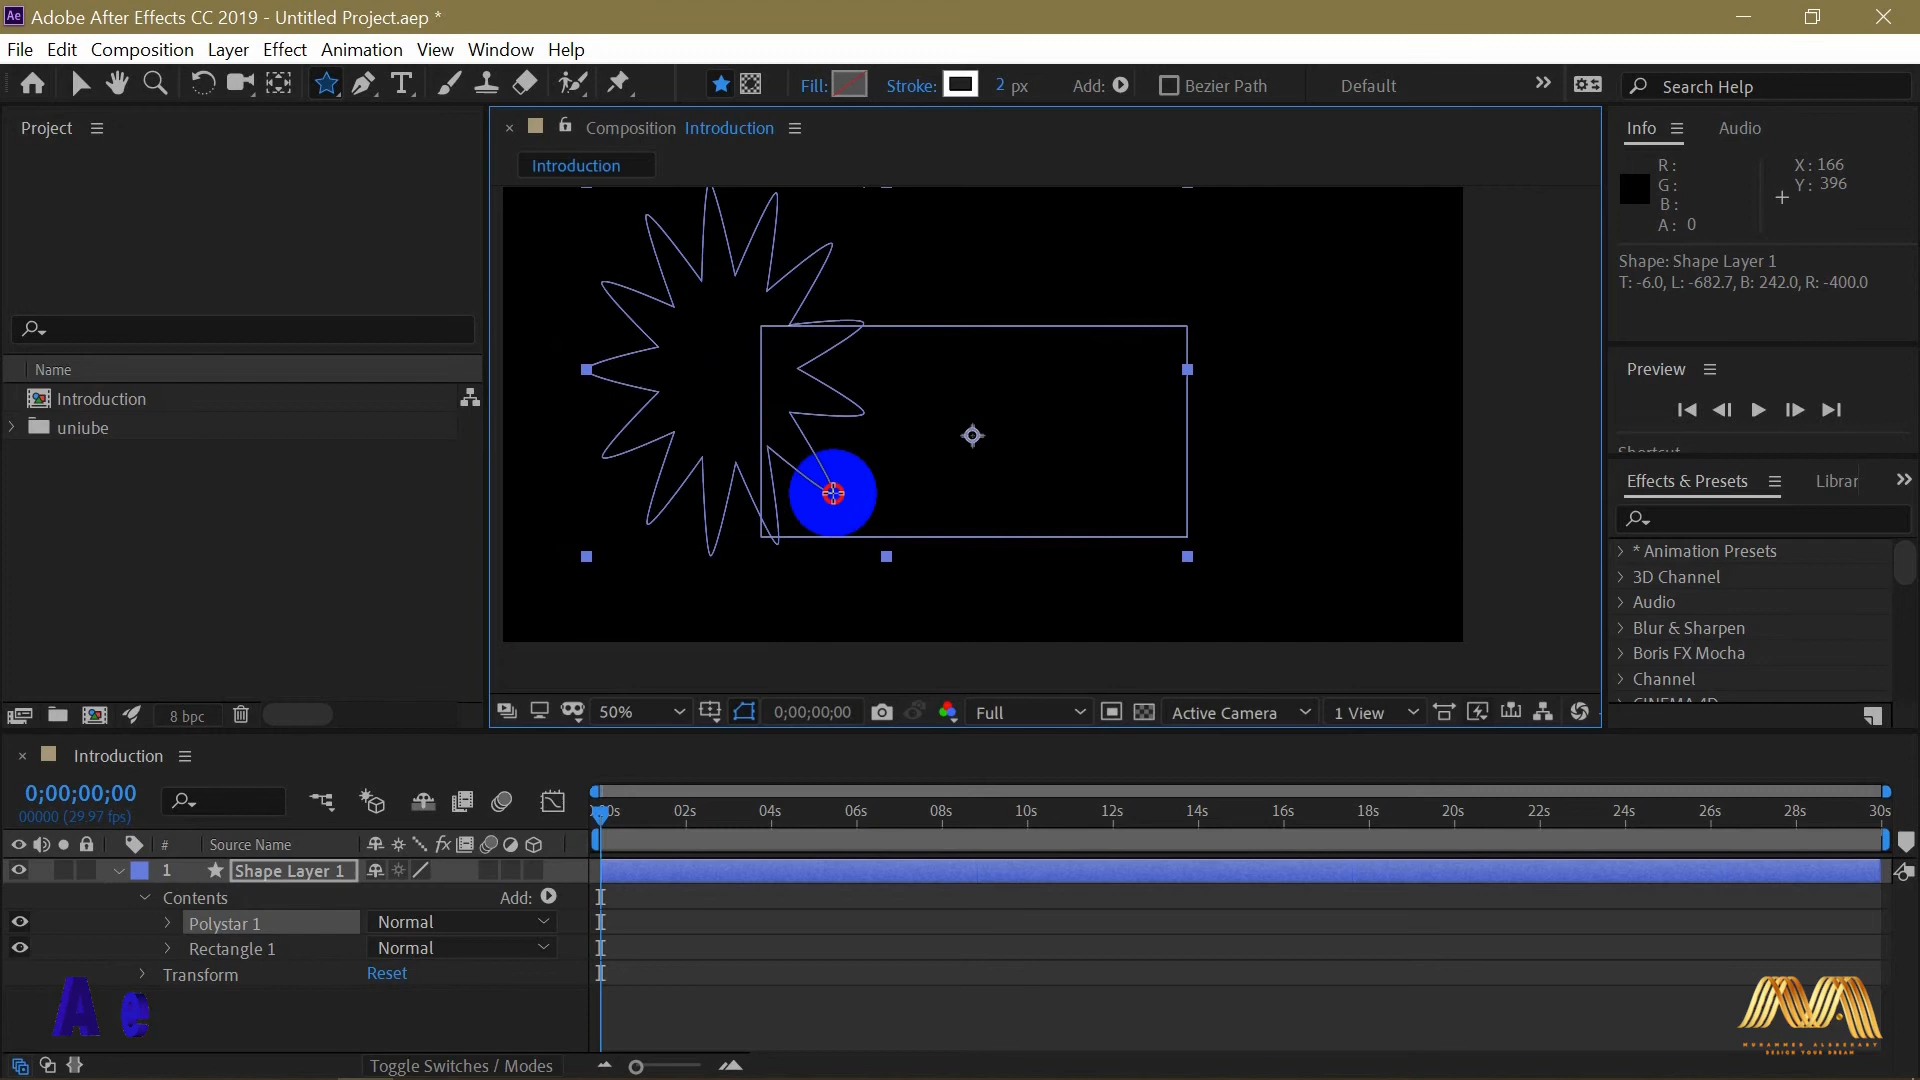 Adobe After Effects CC 2019 - Untitled Project.aep *
File Edit Composition Layer Effect Animation View Window Help
Fill: Stroke: 2 px Add: Bezier Path Default Search Help
Project
Composition Introduction
Introduction
Info Audio
R: X: 166
G: Y: 396
B:
A: 0
Shape: Shape Layer 1
T: -6.0, L: -682.7, B: 242.0, R: -400.0
Name
Introduction
uniube
Preview
Effects & Presets Librar
* Animation Presets
3D Channel
Audio
Blur & Sharpen
Boris FX Mocha
Channel
8 bpc
50% 0;00;00;00 Full Active Camera 1 View
Introduction
0;00;00;00
00000 (29.97 fps)
02s 04s 06s 08s 10s 12s 14s 16s 18s 20s 22s 24s 26s 28s 30s
# Source Name
1 Shape Layer 1
Contents Add:
Polystar 1 Normal
Rectangle 1 Normal
Transform Reset
Ae
MUHAMMED ALBDEHARY
DESIGN YOUR DREAM
Toggle Switches / Modes